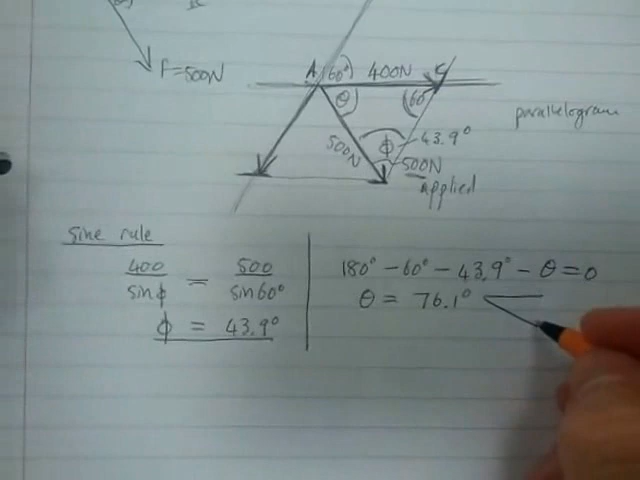 F=500N
A (60°) 400N C
θ 60°
parallelogram
ϕ 43.9°
500N 500N
applied
sine rule
400 = 500
sinϕ sin60°
ϕ = 43.9°
180° - 60° - 43.9° - θ = 0
θ = 76.1°